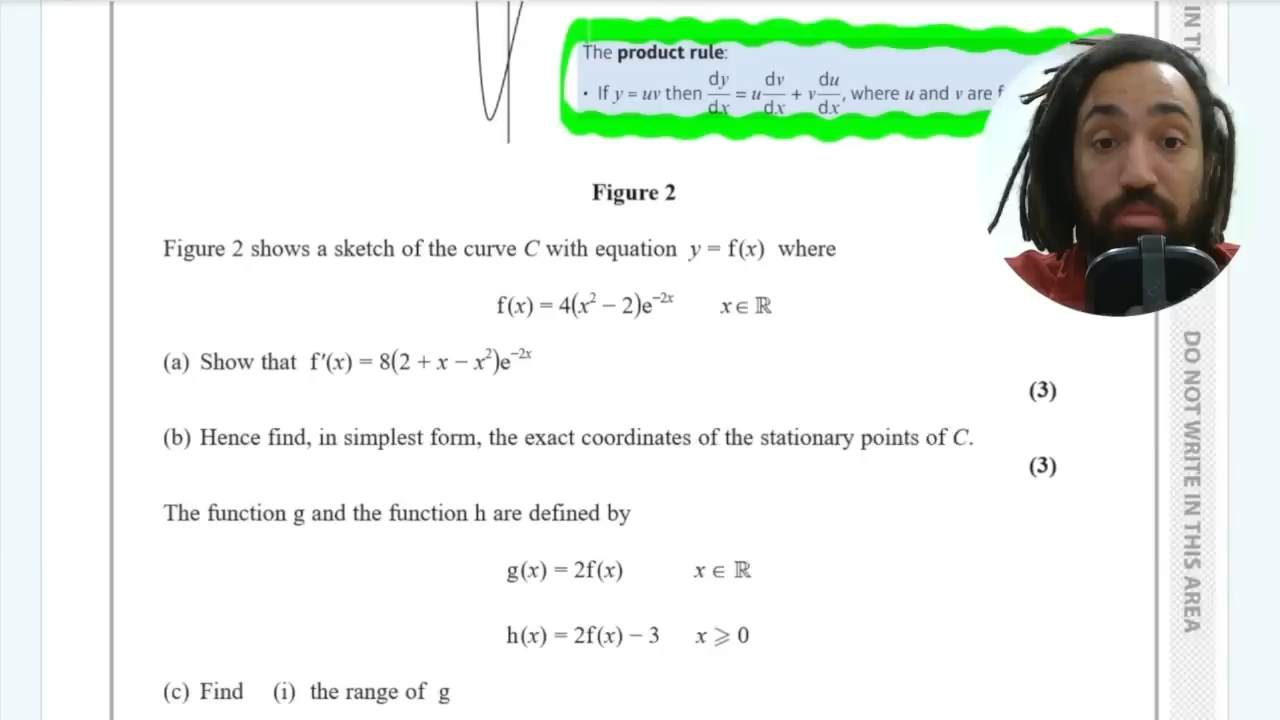 The product rule:
• If y = uv then dy/dx = u dv/dx + v du/dx, where u and v are f
Figure 2
Figure 2 shows a sketch of the curve C with equation y = f(x) where
f(x) = 4(x² – 2)e⁻²ˣ x ∈ ℝ
(a) Show that f′(x) = 8(2 + x – x²)e⁻²ˣ
(3)
(b) Hence find, in simplest form, the exact coordinates of the stationary points of C.
(3)
The function g and the function h are defined by
g(x) = 2f(x) x ∈ ℝ
h(x) = 2f(x) – 3 x ⩾ 0
(c) Find (i) the range of g
DO NOT WRITE IN THIS AREA